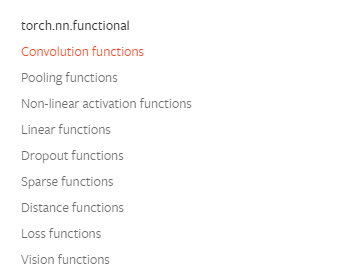 torch.nn.functional
Convolution functions
Pooling functions
Non-linear activation functions
Linear functions
Dropout functions
Sparse functions
Distance functions
Loss functions
Vision functions